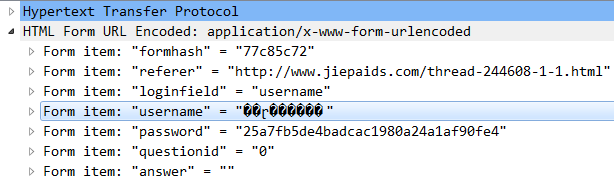 Hypertext Transfer Protocol
HTML Form URL Encoded: application/x-www-form-urlencoded
Form item: "formhash" = "77c85c72"
Form item: "referer" = "http://www.jiepaids.com/thread-244608-1-1.html"
Form item: "loginfield" = "username"
Form item: "username" = "��ɽ������"
Form item: "password" = "25a7fb5de4badcac1980a24a1af90fe4"
Form item: "questionid" = "0"
Form item: "answer" = ""